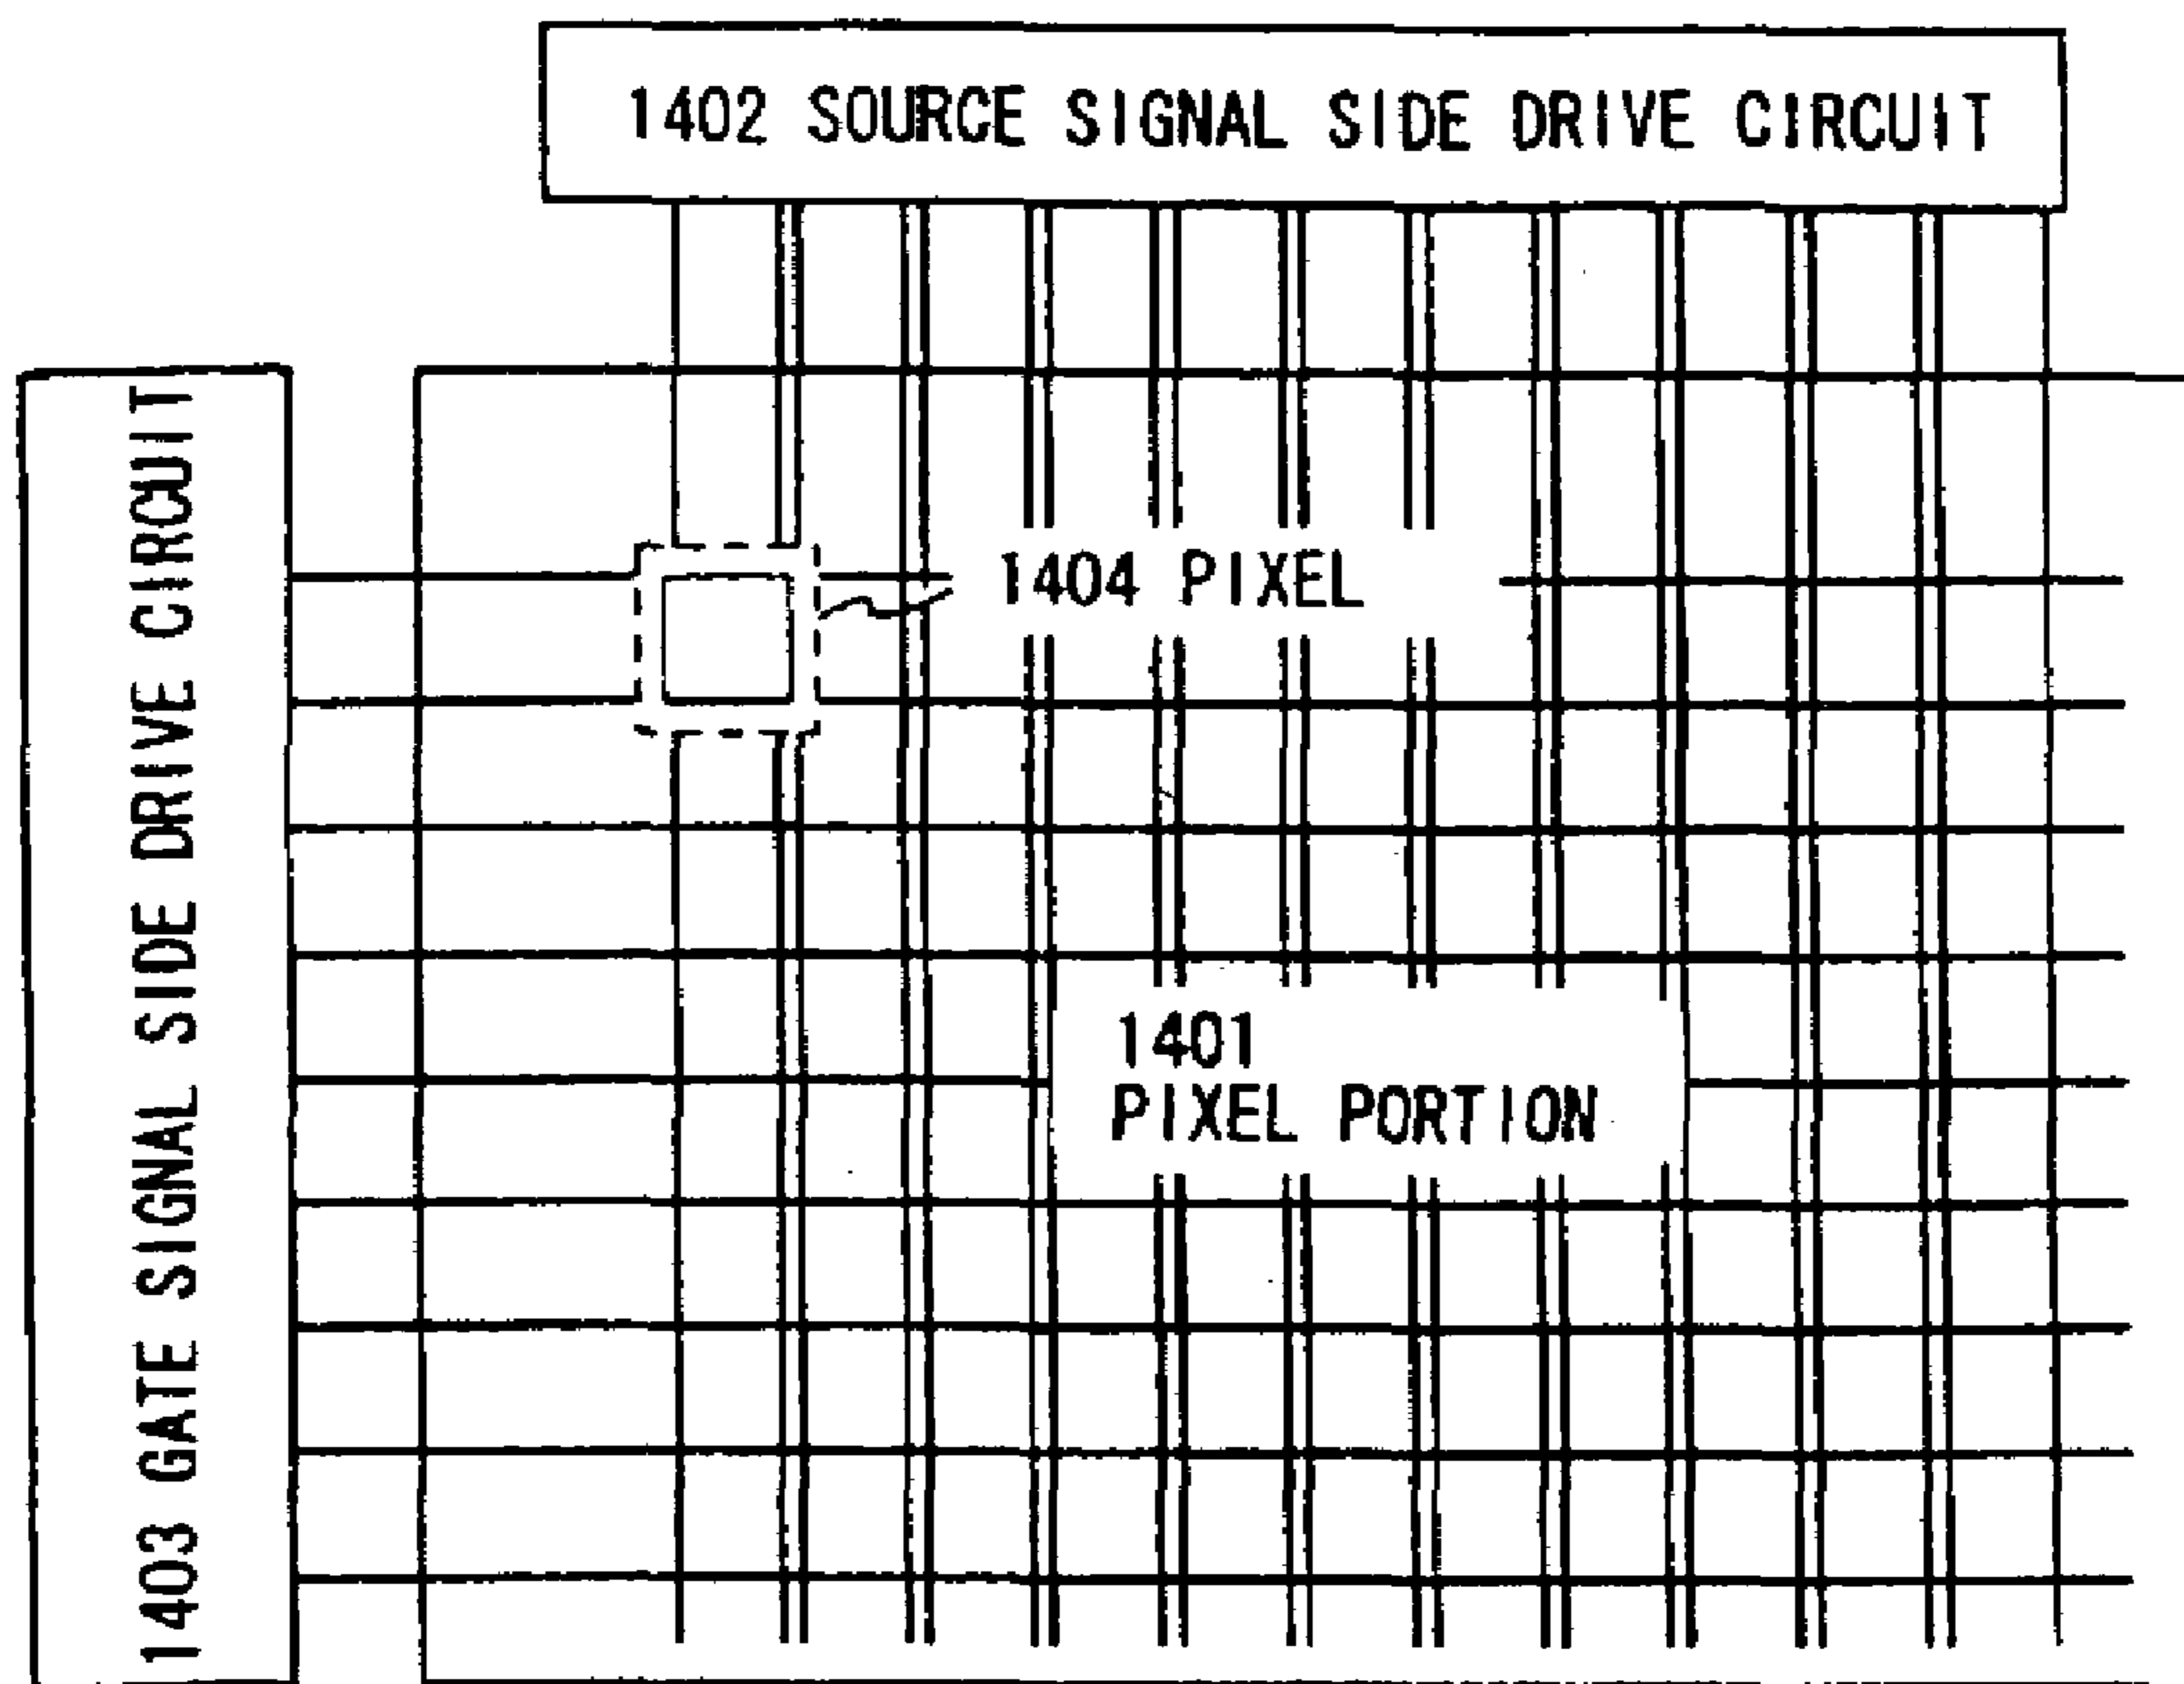 1402 SOURCE SIGNAL SIDE DRIVE CIRCUIT
1403 GATE SIGNAL SIDE DRIVE CIRCUIT
1404 PIXEL
1401
PIXEL PORTION